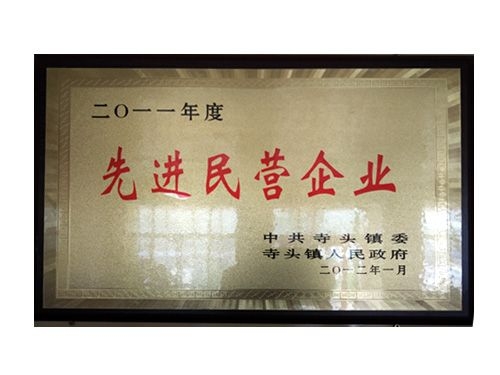 二〇一一年度
先进民营企业
中共寺头镇委
寺头镇人民政府
二〇一二年一月